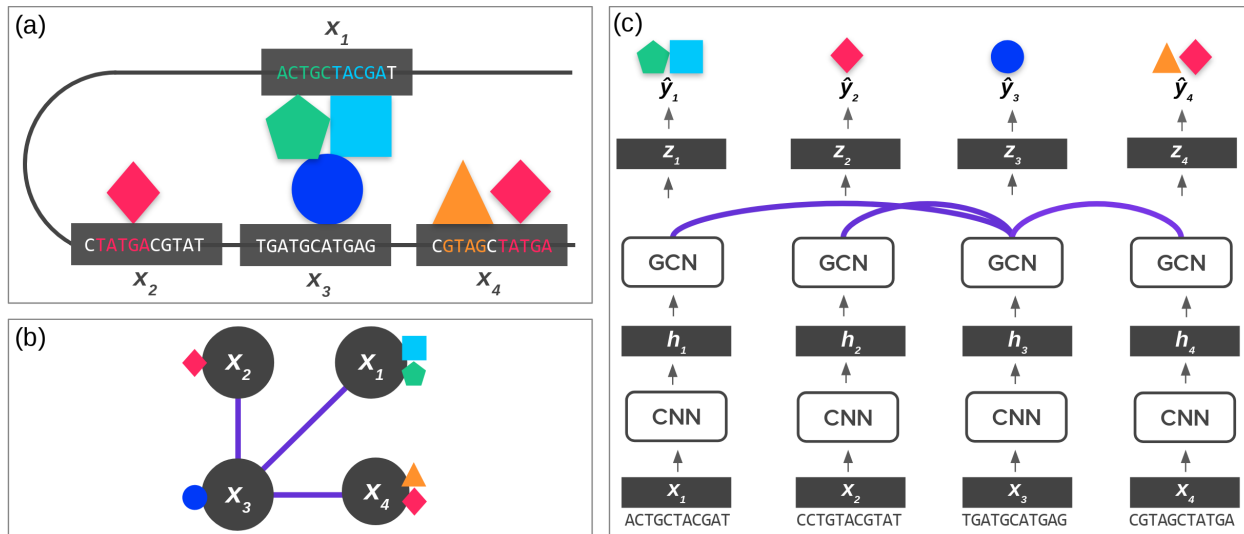 (a)
x1
ACTGCTACGAT
CTATGACGTAT
TGATGCATGAG
CGTAGCTATGA
x2
x3
x4
(b)
x2
x1
x3
x4
(c)
ŷ1
ŷ2
ŷ3
ŷ4
z1
z2
z3
z4
GCN
GCN
GCN
GCN
h1
h2
h3
h4
CNN
CNN
CNN
CNN
x1
x2
x3
x4
ACTGCTACGAT
CCTGTACGTAT
TGATGCATGAG
CGTAGCTATGA